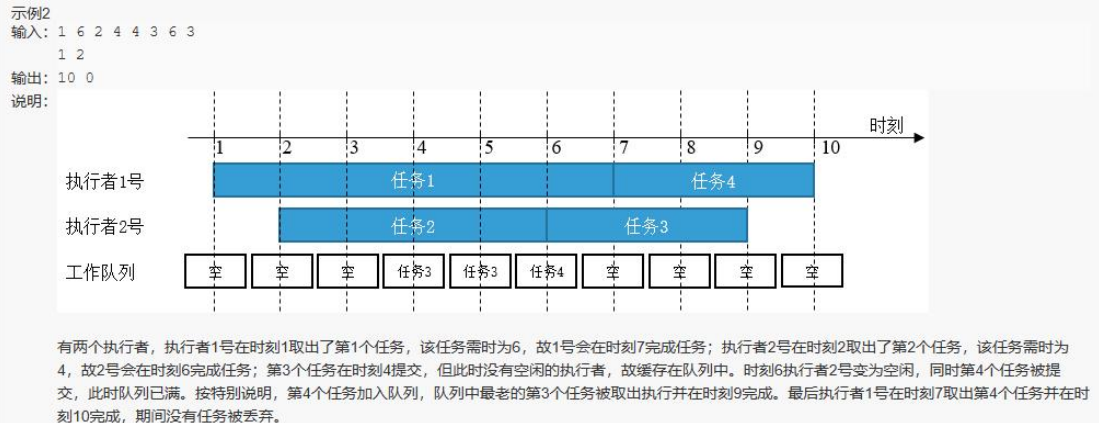 示例2
输入: 1 6 2 4 4 3 6 3
1 2
输出: 10 0
说明:
时刻
1 2 3 4 5 6 7 8 9 10
执行者1号 任务1 任务4
执行者2号 任务2 任务3
工作队列 空 空 空 任务3 任务3 任务4 空 空 空 空
有两个执行者，执行者1号在时刻1取出了第1个任务，该任务需时为6，故1号会在时刻7完成任务；执行者2号在时刻2取出了第2个任务，该任务需时为
4，故2号会在时刻6完成任务；第3个任务在时刻4提交，但此时没有空闲的执行者，故缓存在队列中。时刻6执行者2号变为空闲，同时第4个任务被提
交，此时队列已满。按特别说明，第4个任务加入队列，队列中最老的第3个任务被取出执行并在时刻9完成。最后执行者1号在时刻7取出第4个任务并在时
刻10完成，期间没有任务被丢弃。